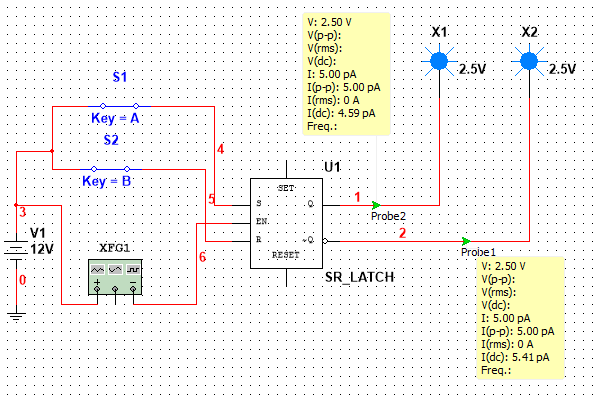 V: 2.50 V
V(p-p):
V(rms):
V(dc):
I: 5.00 pA
I(p-p): 5.00 pA
I(rms): 0 A
I(dc): 4.59 pA
Freq.:
X1
2.5V
X2
2.5V
S1
Key = A
S2
Key = B
4
5
3
6
V1
12V
0
XFG1
U1
SET
S
Q
EN
R
~Q
RESET
SR_LATCH
1
Probe2
2
Probe1
V: 2.50 V
V(p-p):
V(rms):
V(dc):
I: 5.00 pA
I(p-p): 5.00 pA
I(rms): 0 A
I(dc): 5.41 pA
Freq.: